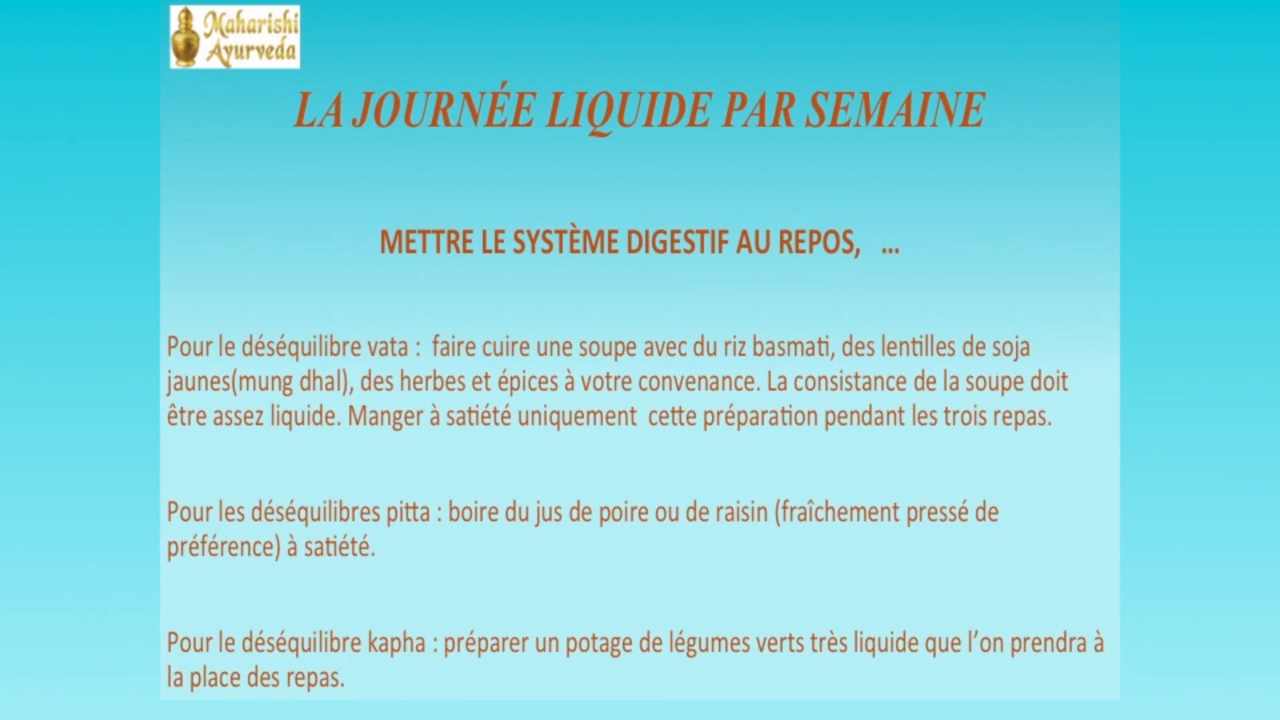 Maharishi
Ayurveda
LA JOURNÉE LIQUIDE PAR SEMAINE
METTRE LE SYSTÈME DIGESTIF AU REPOS, ...
Pour le déséquilibre vata : faire cuire une soupe avec du riz basmati, des lentilles de soja
jaunes(mung dhal), des herbes et épices à votre convenance. La consistance de la soupe doit
être assez liquide. Manger à satiété uniquement cette préparation pendant les trois repas.
Pour les déséquilibres pitta : boire du jus de poire ou de raisin (fraîchement pressé de
préférence) à satiété.
Pour le déséquilibre kapha : préparer un potage de légumes verts très liquide que l’on prendra à
la place des repas.